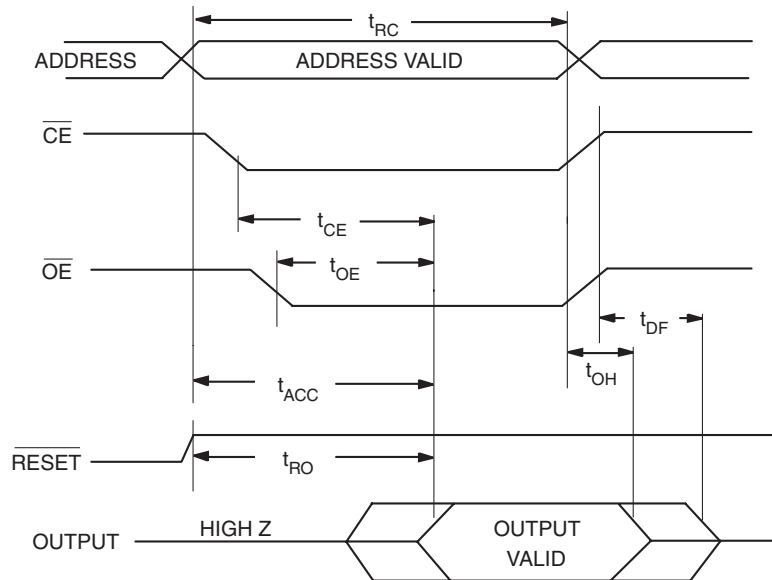 tRC
ADDRESS ADDRESS VALID
CE
tCE
OE tOE
tDF
tOH
tACC
RESET
tRO
OUTPUT HIGH Z OUTPUT
VALID